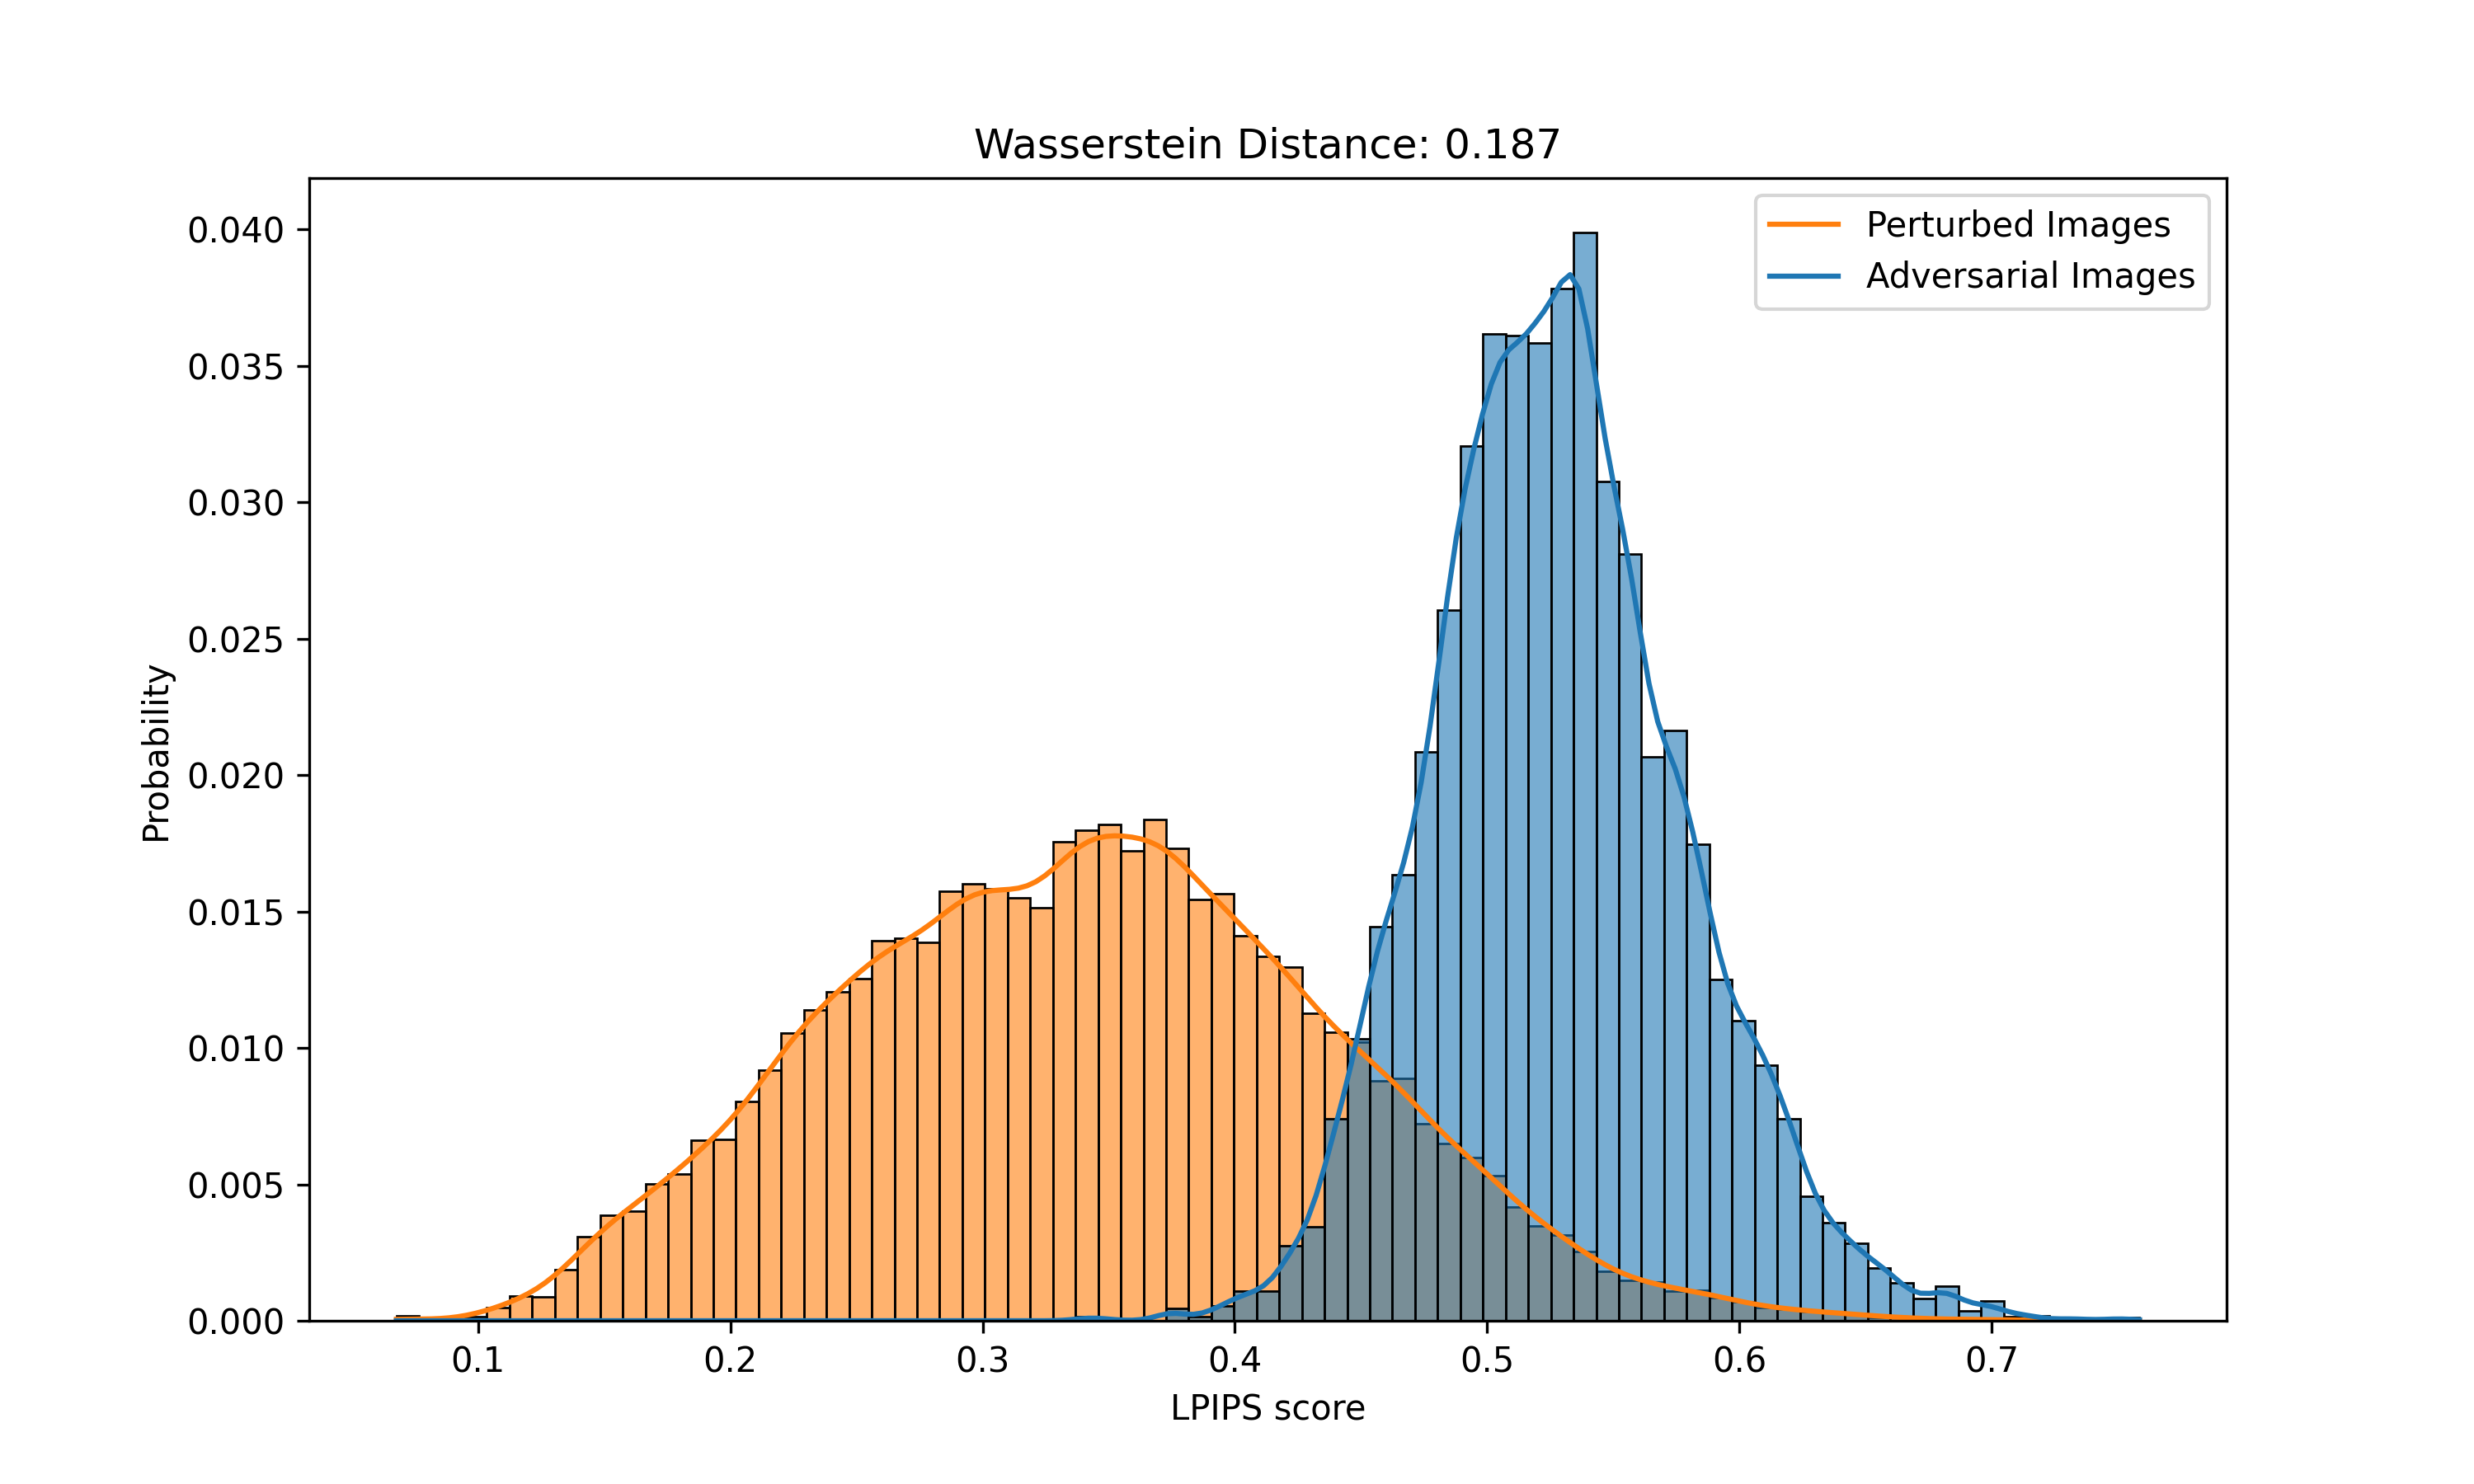 Wasserstein Distance: 0.187
Perturbed Images
Adversarial Images
Probability
0.040
0.035
0.030
0.025
0.020
0.015
0.010
0.005
0.000
0.1 0.2 0.3 0.4 0.5 0.6 0.7
LPIPS score